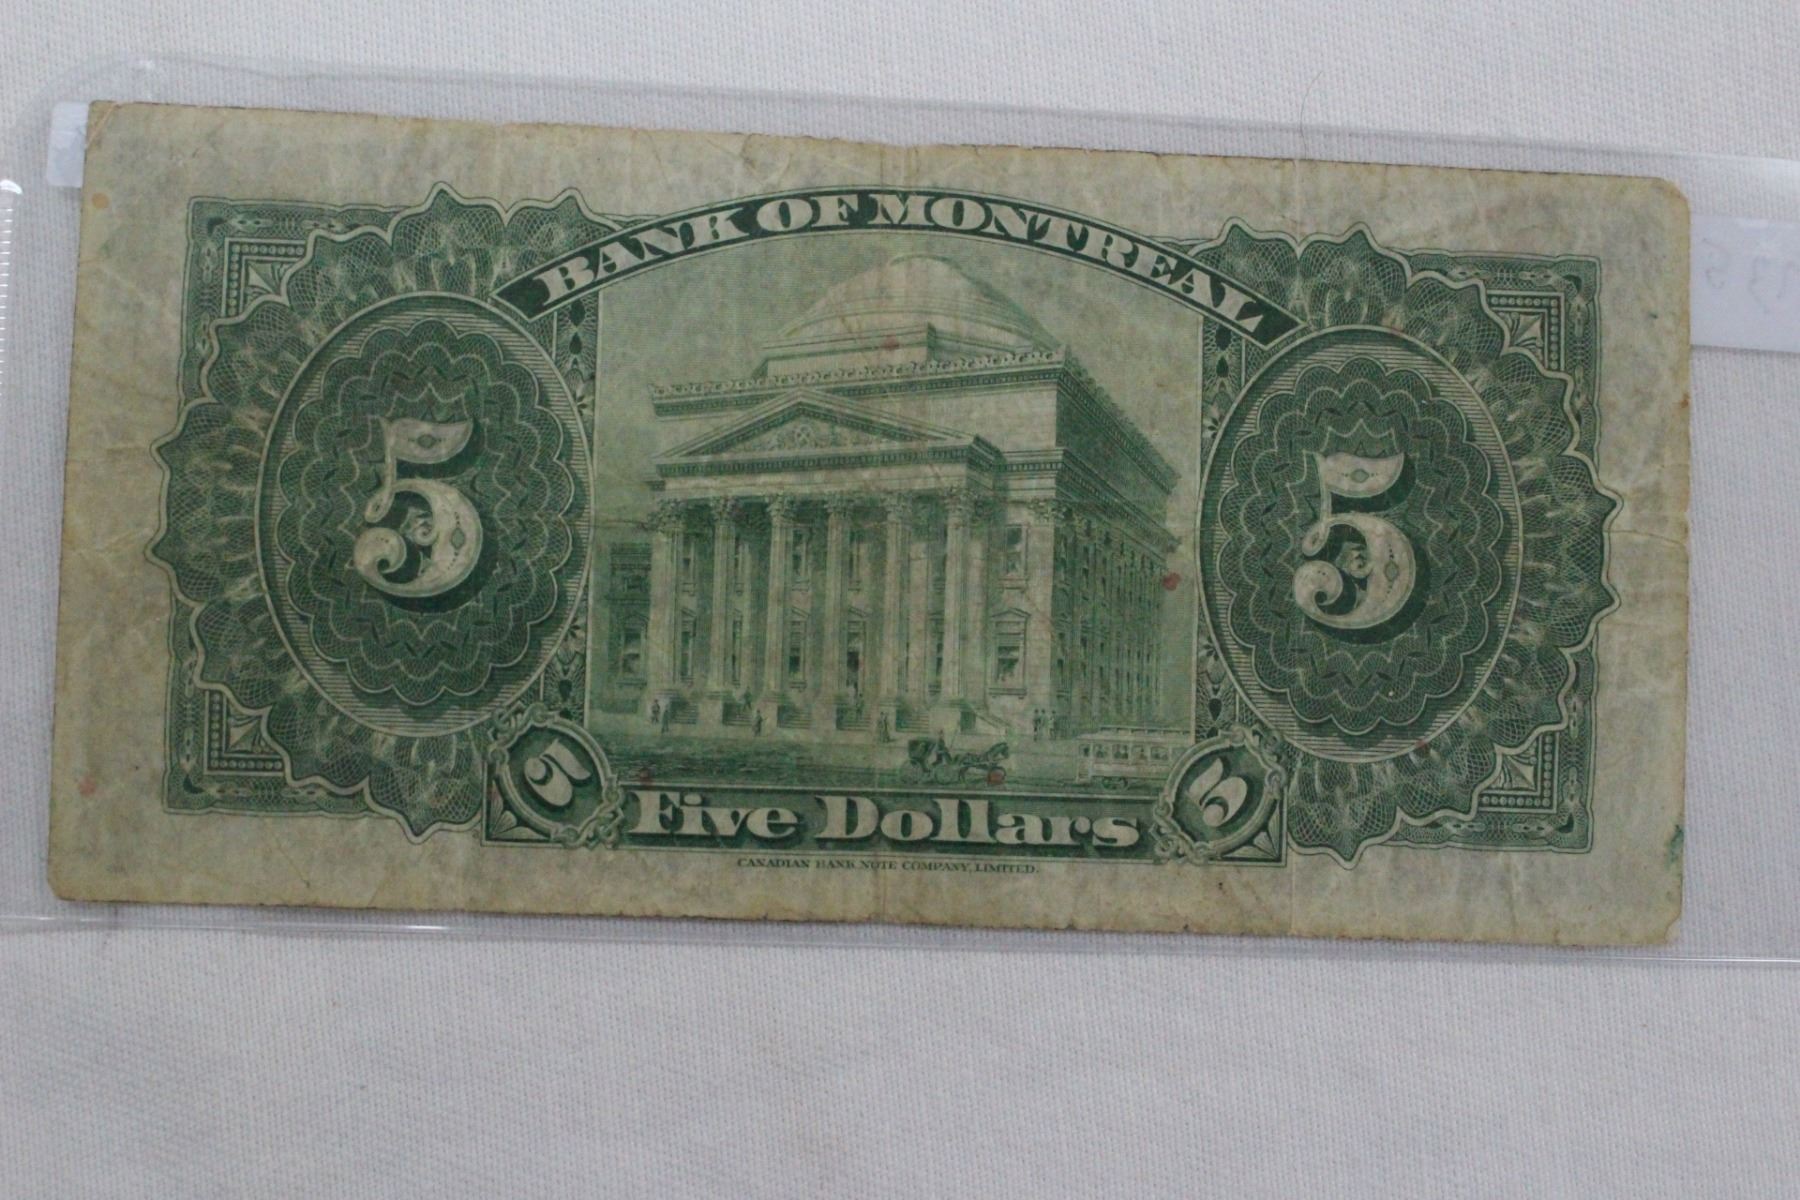 BANK OF MONTREAL
5 5
5 Five Dollars 5
CANADIAN BANK NOTE COMPANY, LIMITED.